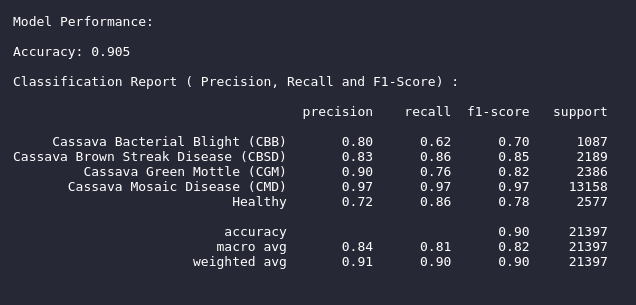 Model Performance:
Accuracy: 0.905
Classification Report ( Precision, Recall and F1-Score) :
precision recall f1-score support
Cassava Bacterial Blight (CBB) 0.80 0.62 0.70 1087
Cassava Brown Streak Disease (CBSD) 0.83 0.86 0.85 2189
Cassava Green Mottle (CGM) 0.90 0.76 0.82 2386
Cassava Mosaic Disease (CMD) 0.97 0.97 0.97 13158
Healthy 0.72 0.86 0.78 2577
accuracy 0.90 21397
macro avg 0.84 0.81 0.82 21397
weighted avg 0.91 0.90 0.90 21397